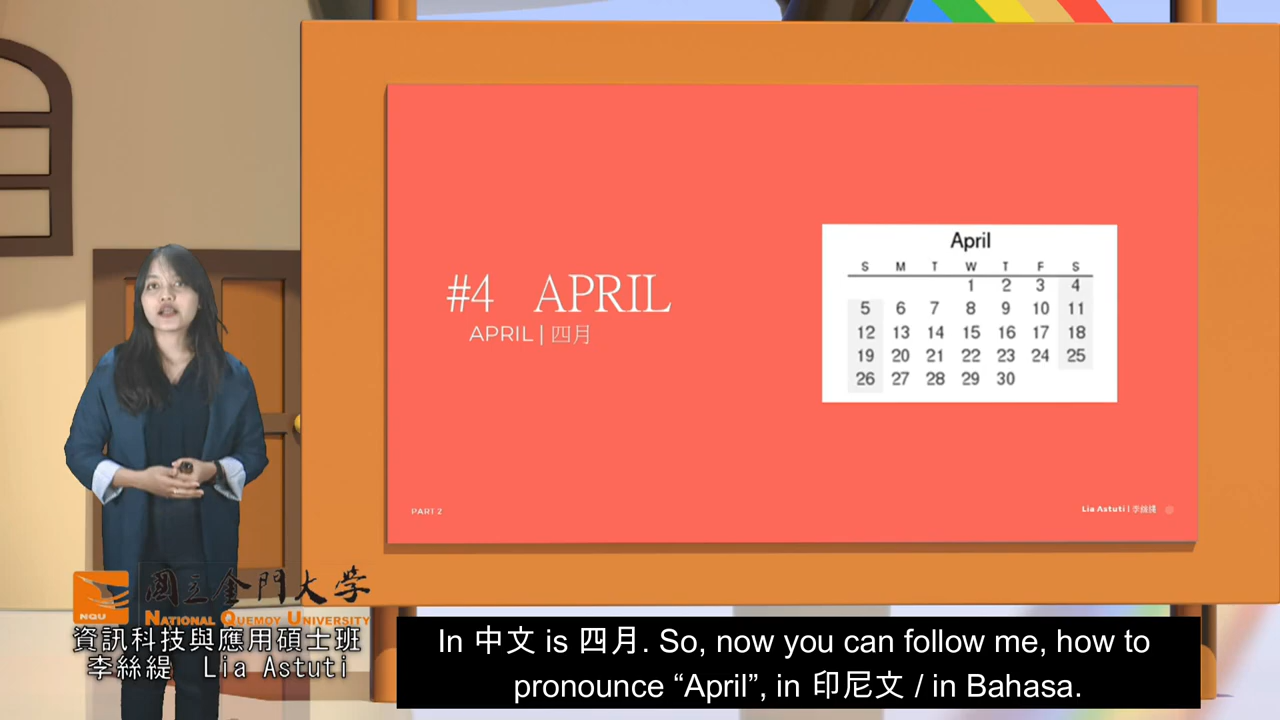 #4 APRIL
APRIL | 四月
April
S M T W T F S
1 2 3 4
5 6 7 8 9 10 11
12 13 14 15 16 17 18
19 20 21 22 23 24 25
26 27 28 29 30
PART 2
Lia Astuti | 李絲緹
NQU
國立金門大學
NATIONAL QUEMOY UNIVERSITY
資訊科技與應用碩士班
李絲緹 Lia Astuti
In 中文 is 四月. So, now you can follow me, how to
pronounce “April”, in 印尼文 / in Bahasa.